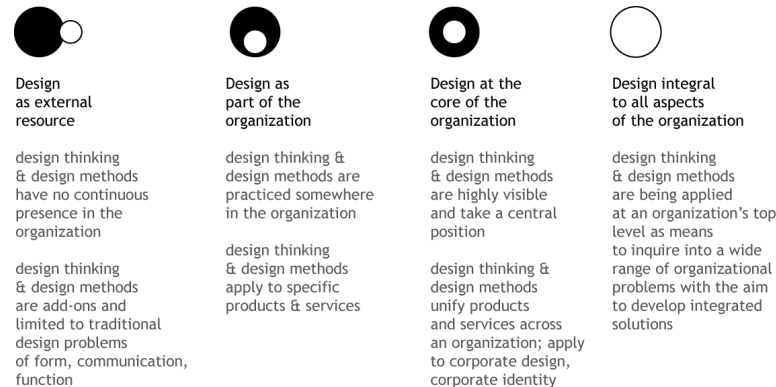 Design
as external
resource
design thinking
& design methods
have no continuous
presence in the
organization
design thinking
& design methods
are add-ons and
limited to traditional
design problems
of form, communication,
function
Design as
part of the
organization
design thinking &
design methods are
practiced somewhere
in the organization
design thinking
& design methods
apply to specific
products & services
Design at the
core of the
organization
design thinking
& design methods
are highly visible
and take a central
position
design thinking &
design methods
unify products
and services across
an organization; apply
to corporate design,
corporate identity
Design integral
to all aspects
of the organization
design thinking
& design methods
are being applied
at an organization’s top
level as means
to inquire into a wide
range of organizational
problems with the aim
to develop integrated
solutions